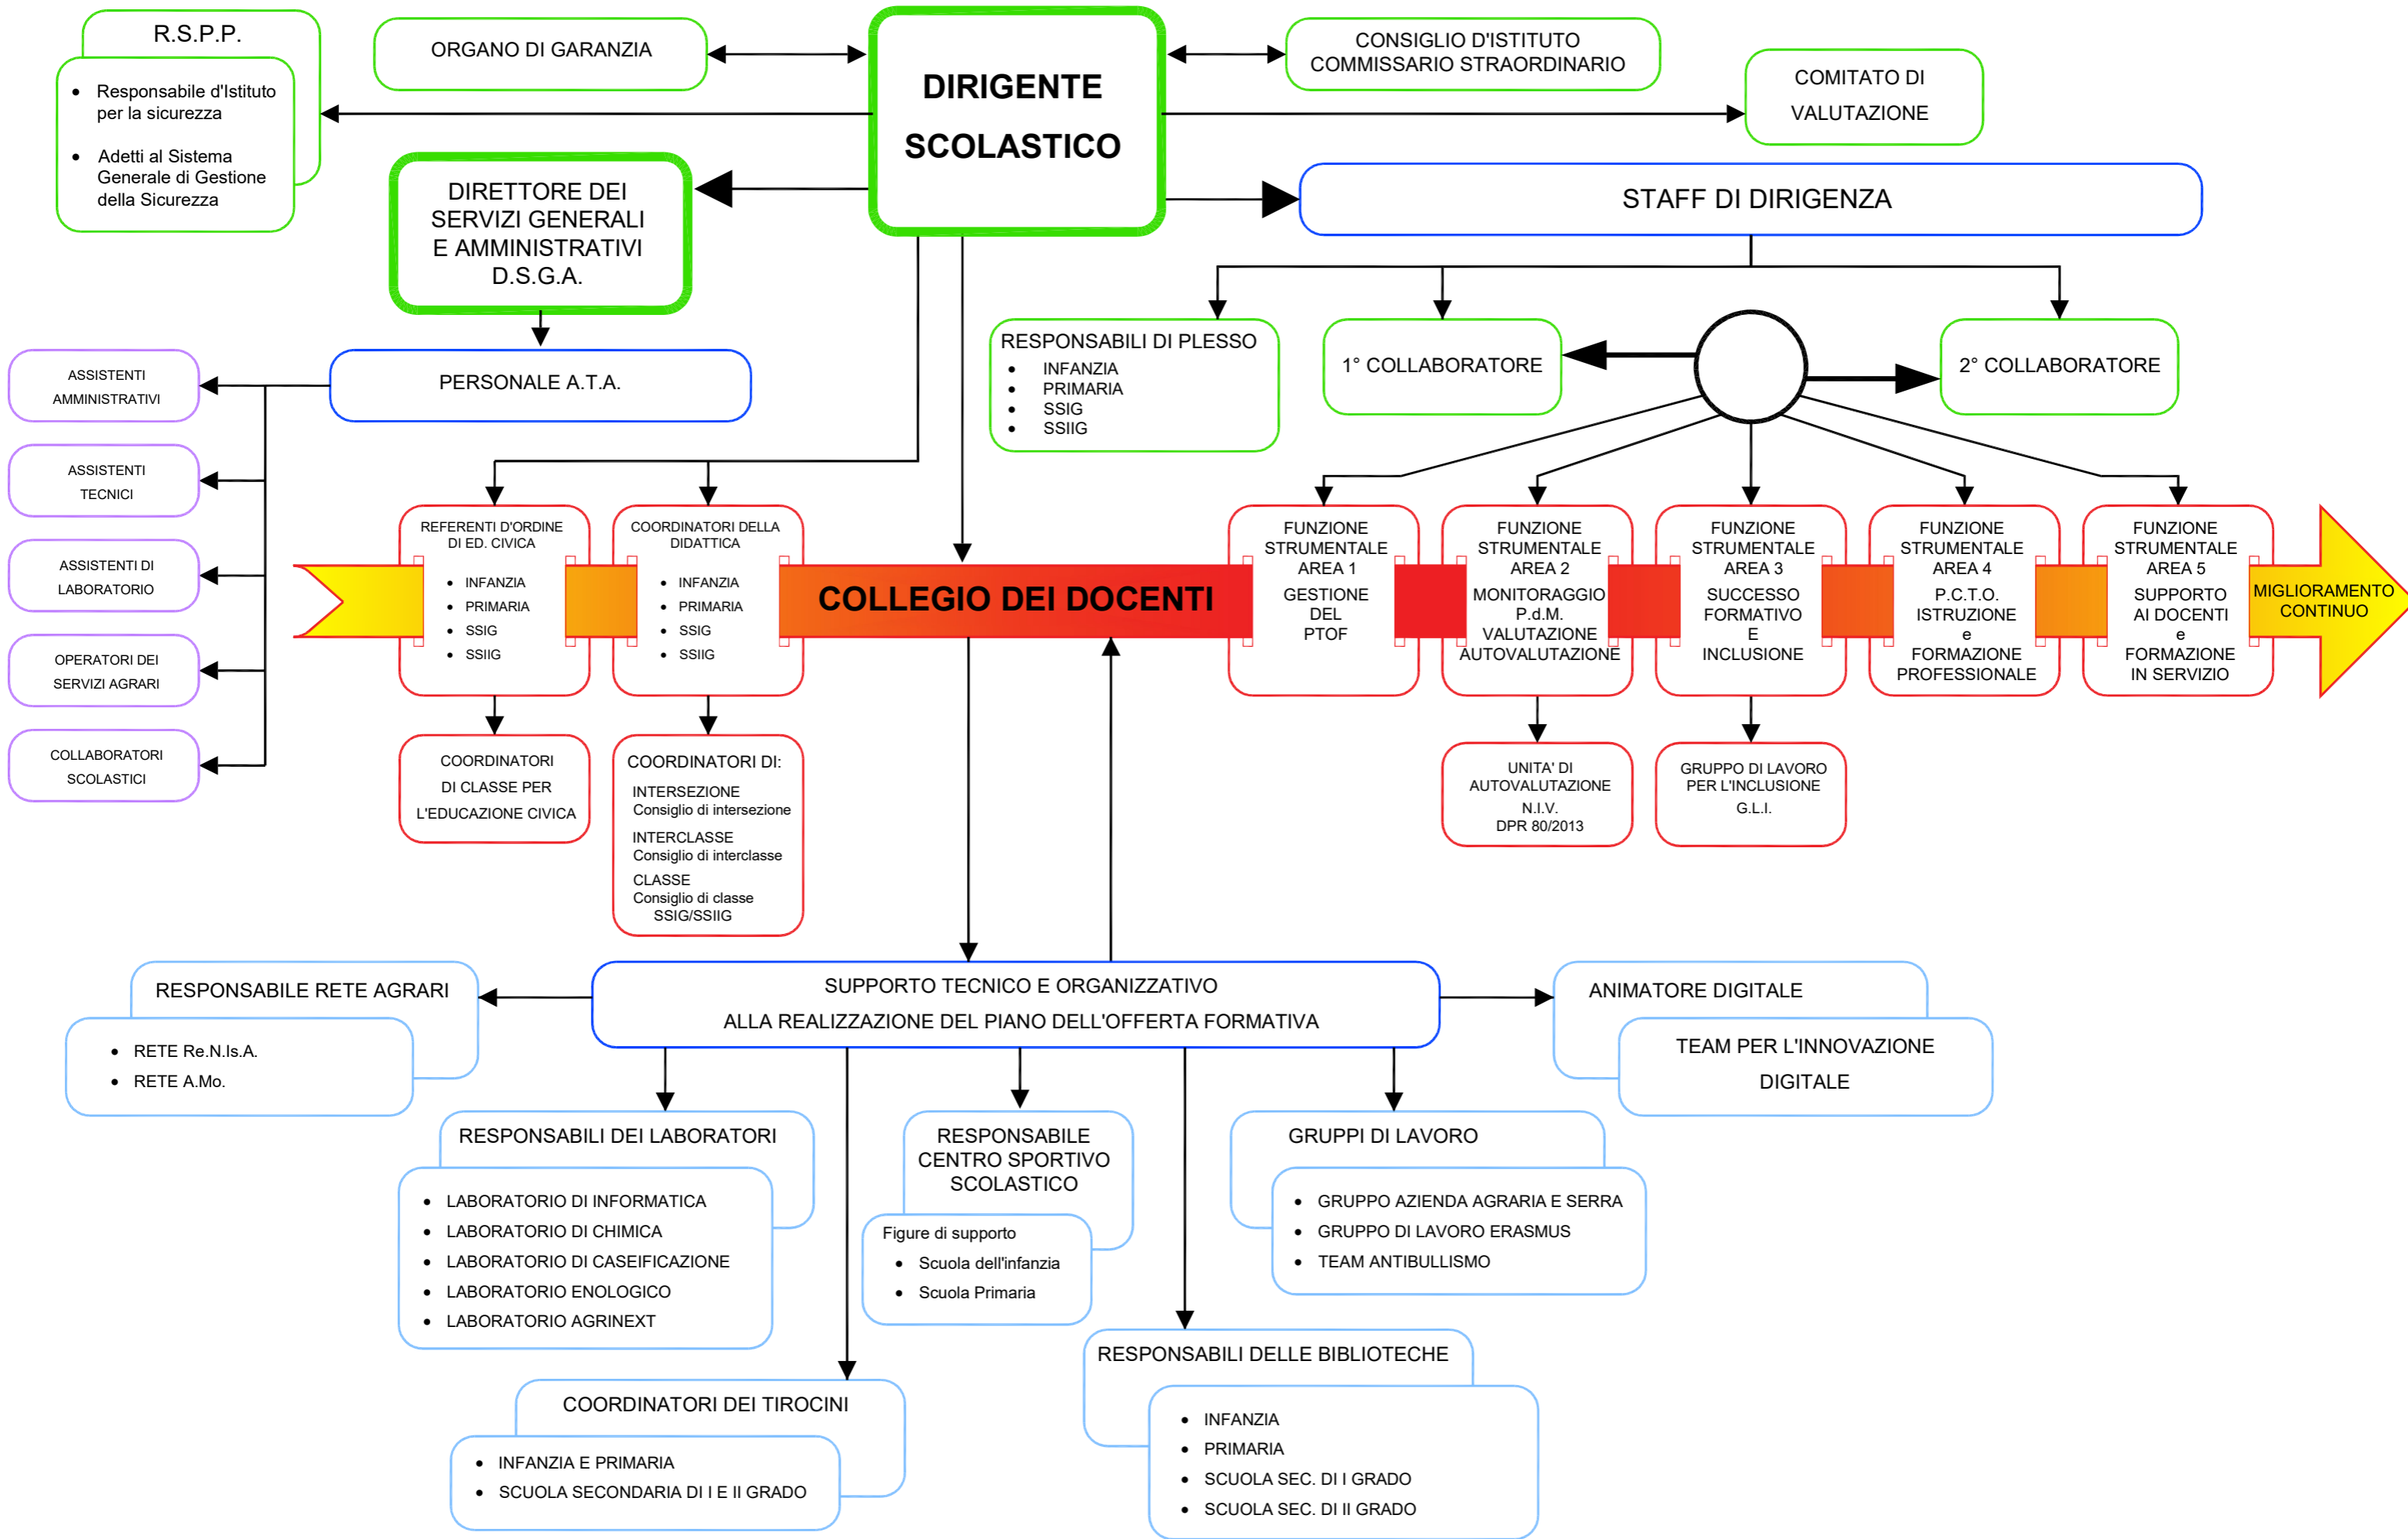 R.S.P.P.
• Responsabile d'Istituto
per la sicurezza
• Adetti al Sistema
Generale di Gestione
della Sicurezza
ORGANO DI GARANZIA
DIRIGENTE
SCOLASTICO
CONSIGLIO D'ISTITUTO
COMMISSARIO STRAORDINARIO
COMITATO DI
VALUTAZIONE
DIRETTORE DEI
SERVIZI GENERALI
E AMMINISTRATIVI
D.S.G.A.
STAFF DI DIRIGENZA
RESPONSABILI DI PLESSO
• INFANZIA
• PRIMARIA
• SSIG
• SSIIG
1° COLLABORATORE
2° COLLABORATORE
PERSONALE A.T.A.
ASSISTENTI
AMMINISTRATIVI
ASSISTENTI
TECNICI
ASSISTENTI DI
LABORATORIO
OPERATORI DEI
SERVIZI AGRARI
COLLABORATORI
SCOLASTICI
REFERENTI D'ORDINE
DI ED. CIVICA
• INFANZIA
• PRIMARIA
• SSIG
• SSIIG
COORDINATORI DELLA
DIDATTICA
• INFANZIA
• PRIMARIA
• SSIG
• SSIIG
COLLEGIO DEI DOCENTI
FUNZIONE
STRUMENTALE
AREA 1
GESTIONE
DEL
PTOF
FUNZIONE
STRUMENTALE
AREA 2
MONITORAGGIO
P.d.M.
VALUTAZIONE
AUTOVALUTAZIONE
FUNZIONE
STRUMENTALE
AREA 3
SUCCESSO
FORMATIVO
E
INCLUSIONE
FUNZIONE
STRUMENTALE
AREA 4
P.C.T.O.
ISTRUZIONE
e
FORMAZIONE
PROFESSIONALE
FUNZIONE
STRUMENTALE
AREA 5
SUPPORTO
AI DOCENTI
e
FORMAZIONE
IN SERVIZIO
MIGLIORAMENTO
CONTINUO
COORDINATORI
DI CLASSE PER
L'EDUCAZIONE CIVICA
COORDINATORI DI:
INTERSEZIONE
Consiglio di intersezione
INTERCLASSE
Consiglio di interclasse
CLASSE
Consiglio di classe
SSIG/SSIIG
UNITA' DI
AUTOVALUTAZIONE
N.I.V.
DPR 80/2013
GRUPPO DI LAVORO
PER L'INCLUSIONE
G.L.I.
RESPONSABILE RETE AGRARI
• RETE Re.N.Is.A.
• RETE A.Mo.
SUPPORTO TECNICO E ORGANIZZATIVO
ALLA REALIZZAZIONE DEL PIANO DELL'OFFERTA FORMATIVA
ANIMATORE DIGITALE
TEAM PER L'INNOVAZIONE
DIGITALE
RESPONSABILI DEI LABORATORI
• LABORATORIO DI INFORMATICA
• LABORATORIO DI CHIMICA
• LABORATORIO DI CASEIFICAZIONE
• LABORATORIO ENOLOGICO
• LABORATORIO AGRINEXT
RESPONSABILE
CENTRO SPORTIVO
SCOLASTICO
Figure di supporto
• Scuola dell'infanzia
• Scuola Primaria
GRUPPI DI LAVORO
• GRUPPO AZIENDA AGRARIA E SERRA
• GRUPPO DI LAVORO ERASMUS
• TEAM ANTIBULLISMO
COORDINATORI DEI TIROCINI
• INFANZIA E PRIMARIA
• SCUOLA SECONDARIA DI I E II GRADO
RESPONSABILI DELLE BIBLIOTECHE
• INFANZIA
• PRIMARIA
• SCUOLA SEC. DI I GRADO
• SCUOLA SEC. DI II GRADO